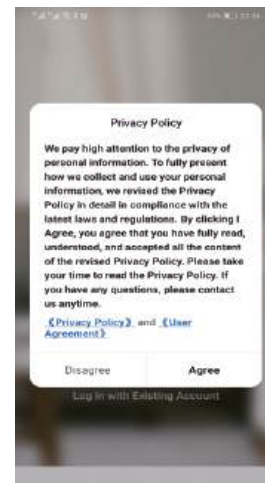 Privacy Policy
We pay high attention to the privacy of
personal information. To fully present
how we collect and use your personal
information, we revised the Privacy
Policy in detail in compliance with the
latest laws and regulations. By clicking I
Agree, you agree that you have fully read,
understood, and accepted all the content
of the revised Privacy Policy. Please take
your time to read the Privacy Policy. If
you have any questions, please contact
us anytime.
《Privacy Policy》 and 《User
Agreement》
Disagree Agree
Log In with Existing Account